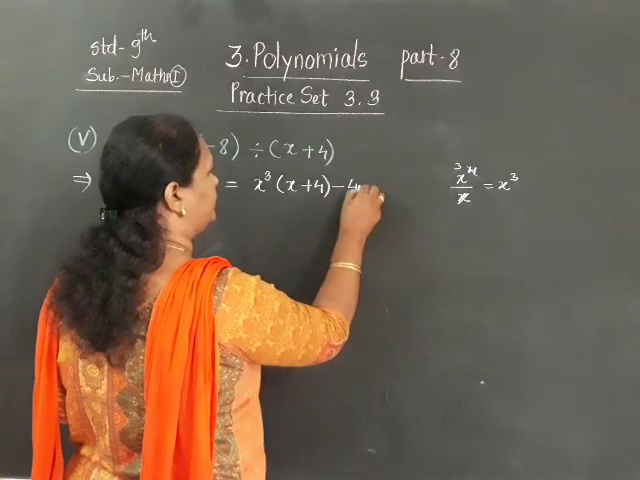 Std- 9th
Sub.-Maths(I)
3. Polynomials part-8
Practice Set 3.3
(V) -8) ÷ (x+4)
⇒ = x³(x+4)-4
x⁴/x = x³
3